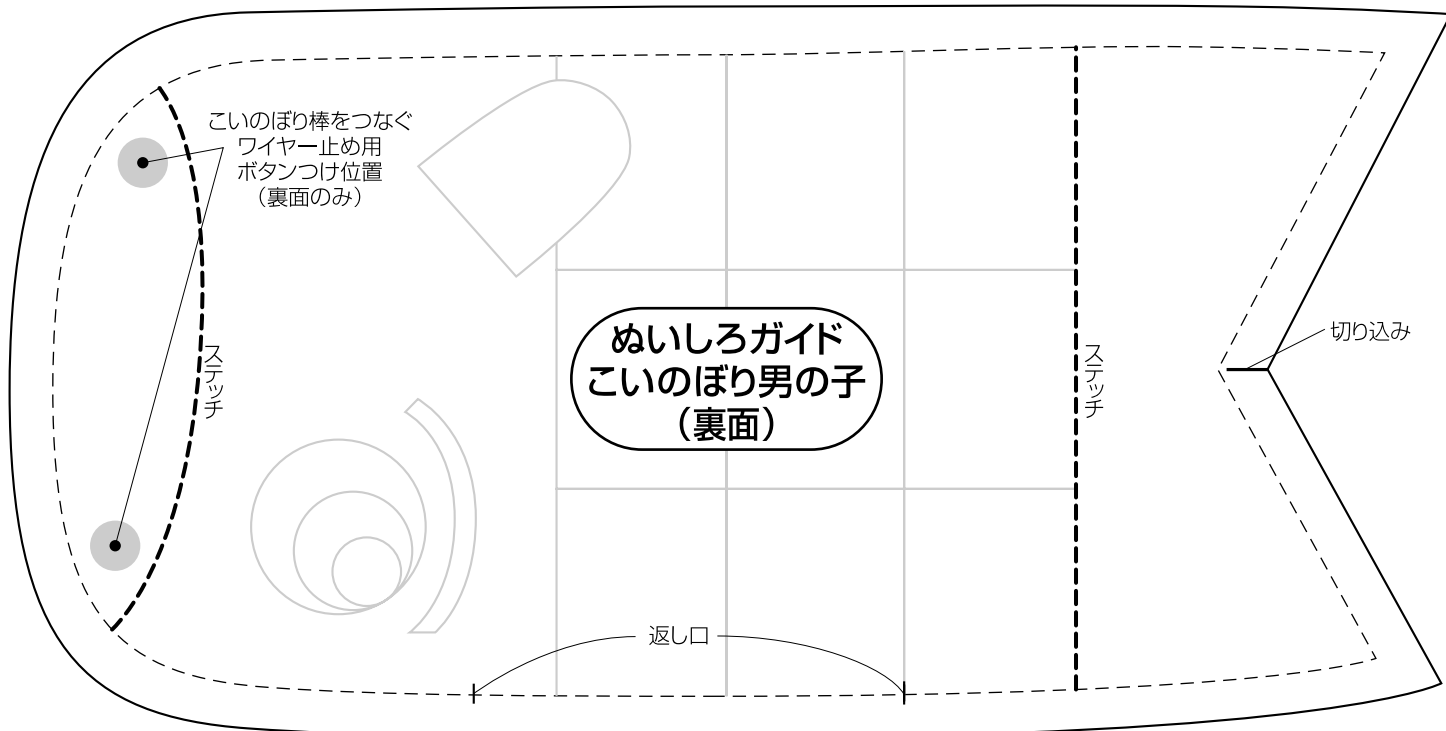 こいのぼり棒をつなぐ
ワイヤー止め用
ボタンつけ位置
(裏面のみ)
ステッチ
ぬいしろガイド
こいのぼり男の子
(裏面)
ステッチ
切り込み
返し口